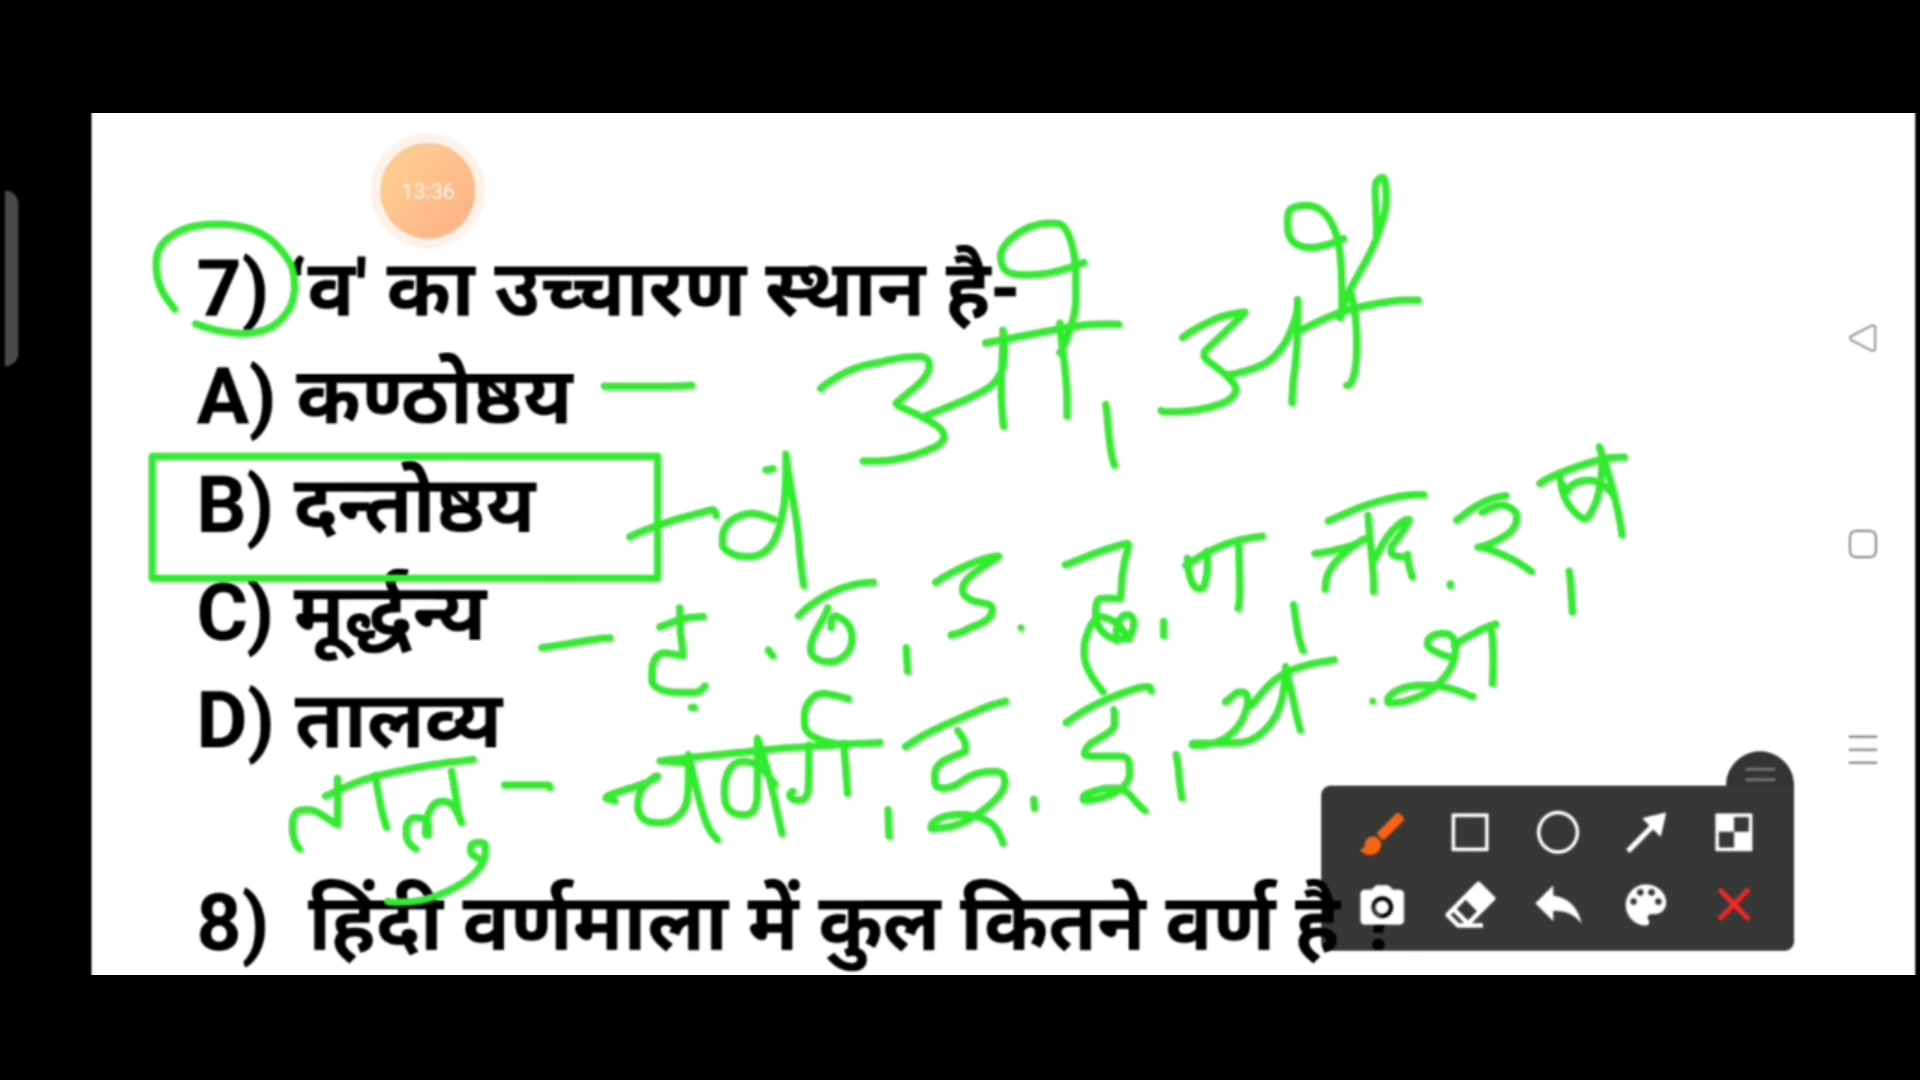 13:36
7) 'व' का उच्चारण स्थान है-
A) कण्ठोष्ठय — ओ, औ
B) दन्तोष्ठय - व
C) मूर्द्धन्य - ट. ठ, ड. ढ, ण, ऋ. र, ष
D) तालव्य
तालु - चवर्ग, इ. ई, य. श
8) हिंदी वर्णमाला में कुल कितने वर्ण है ?